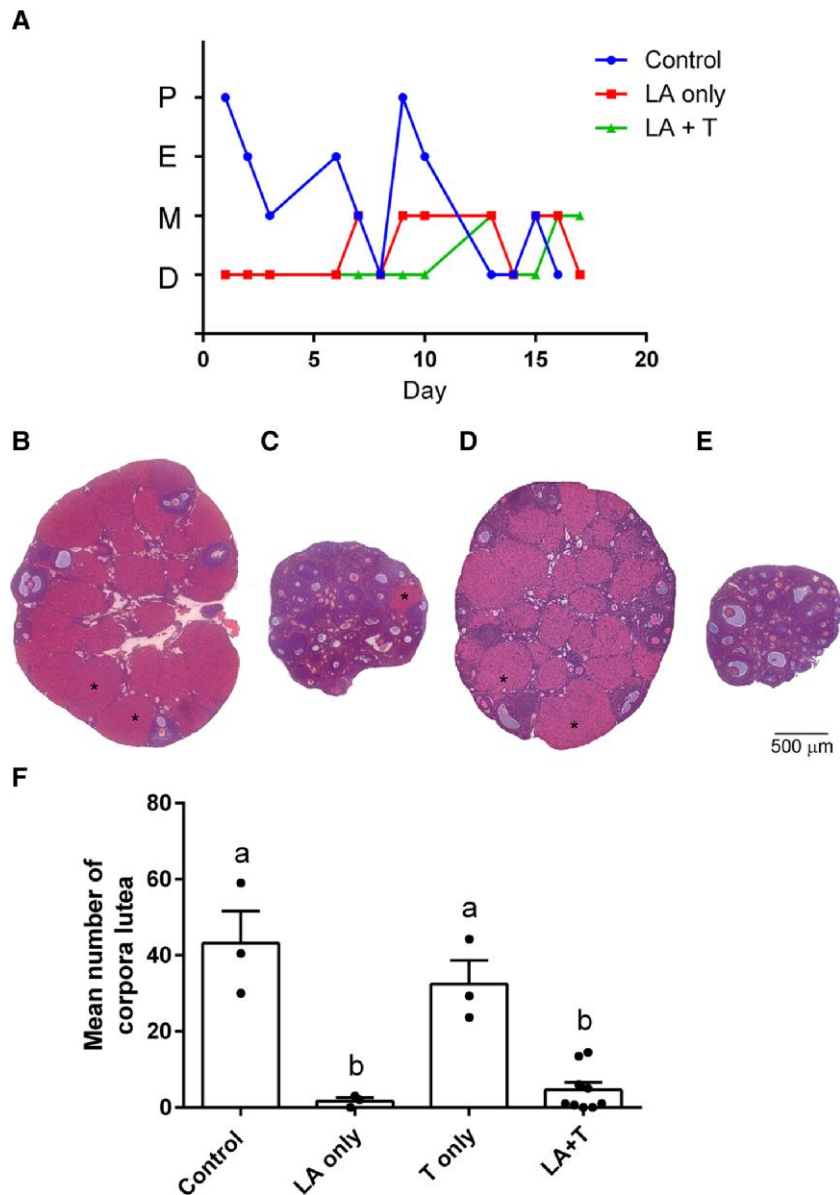 A
P
E
M
D
Control
LA only
LA + T
0 5 10 15 20
Day
B C D E
*
* *
*
* *
500 μm
F
Mean number of
corpora lutea
80
60
40
20
0
a
b
a
b
Control
LA only
T only
LA+T